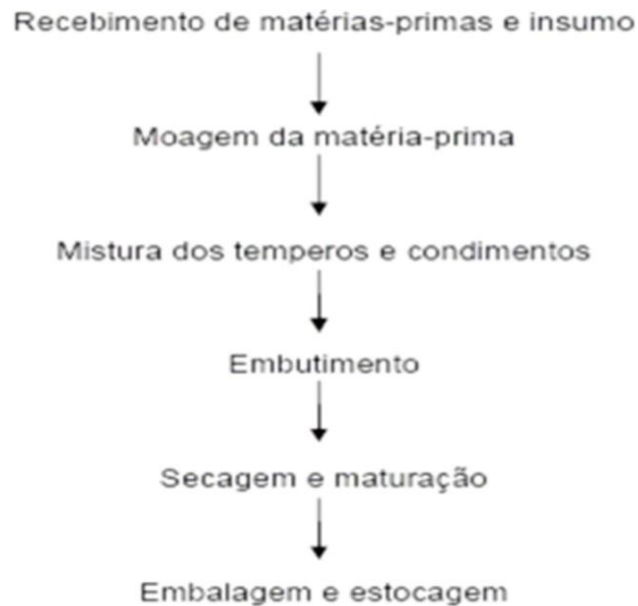 Recebimento de matérias-primas e insumo
Moagem da matéria-prima
Mistura dos temperos e condimentos
Embutimento
Secagem e maturação
Embalagem e estocagem